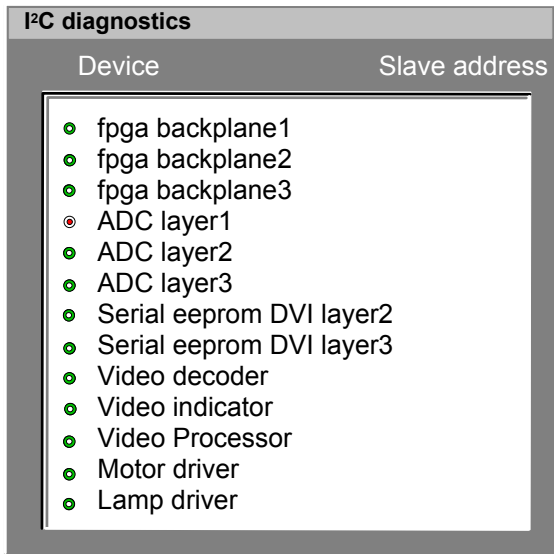 I²C diagnostics
Device Slave address
fpga backplane1
fpga backplane2
fpga backplane3
ADC layer1
ADC layer2
ADC layer3
Serial eeprom DVI layer2
Serial eeprom DVI layer3
Video decoder
Video indicator
Video Processor
Motor driver
Lamp driver